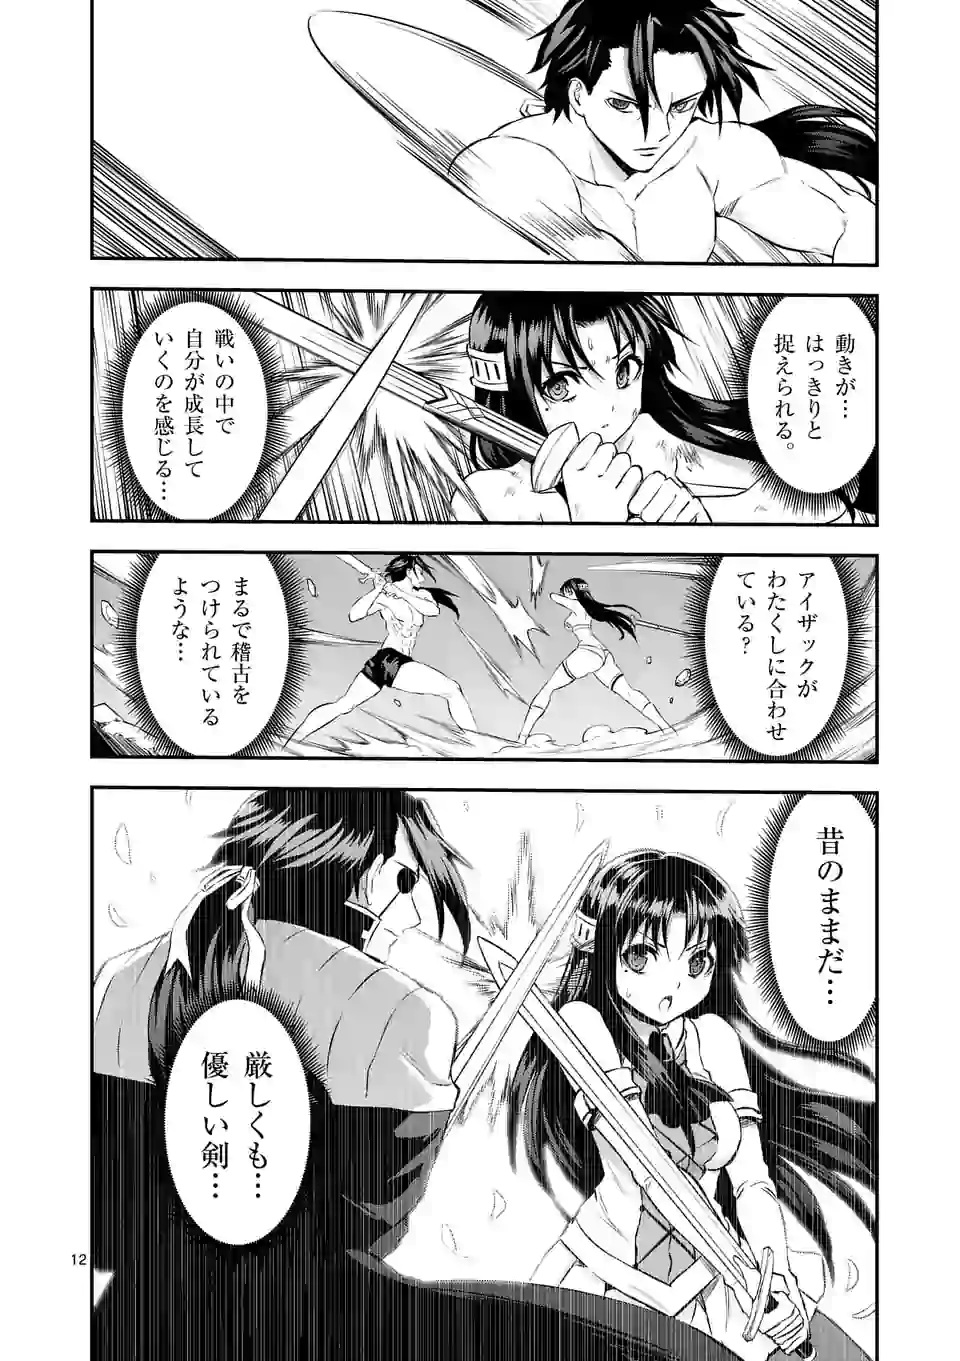 動きが…
はっきりと
捉えられる。
戦いの中で
自分が成長して
いくのを感じる…
アイザックが
わたくしに合わせ
ている?
まるで稽古を
つけられている
ような…
昔のままだ…
厳しくも…
優しい剣…
12